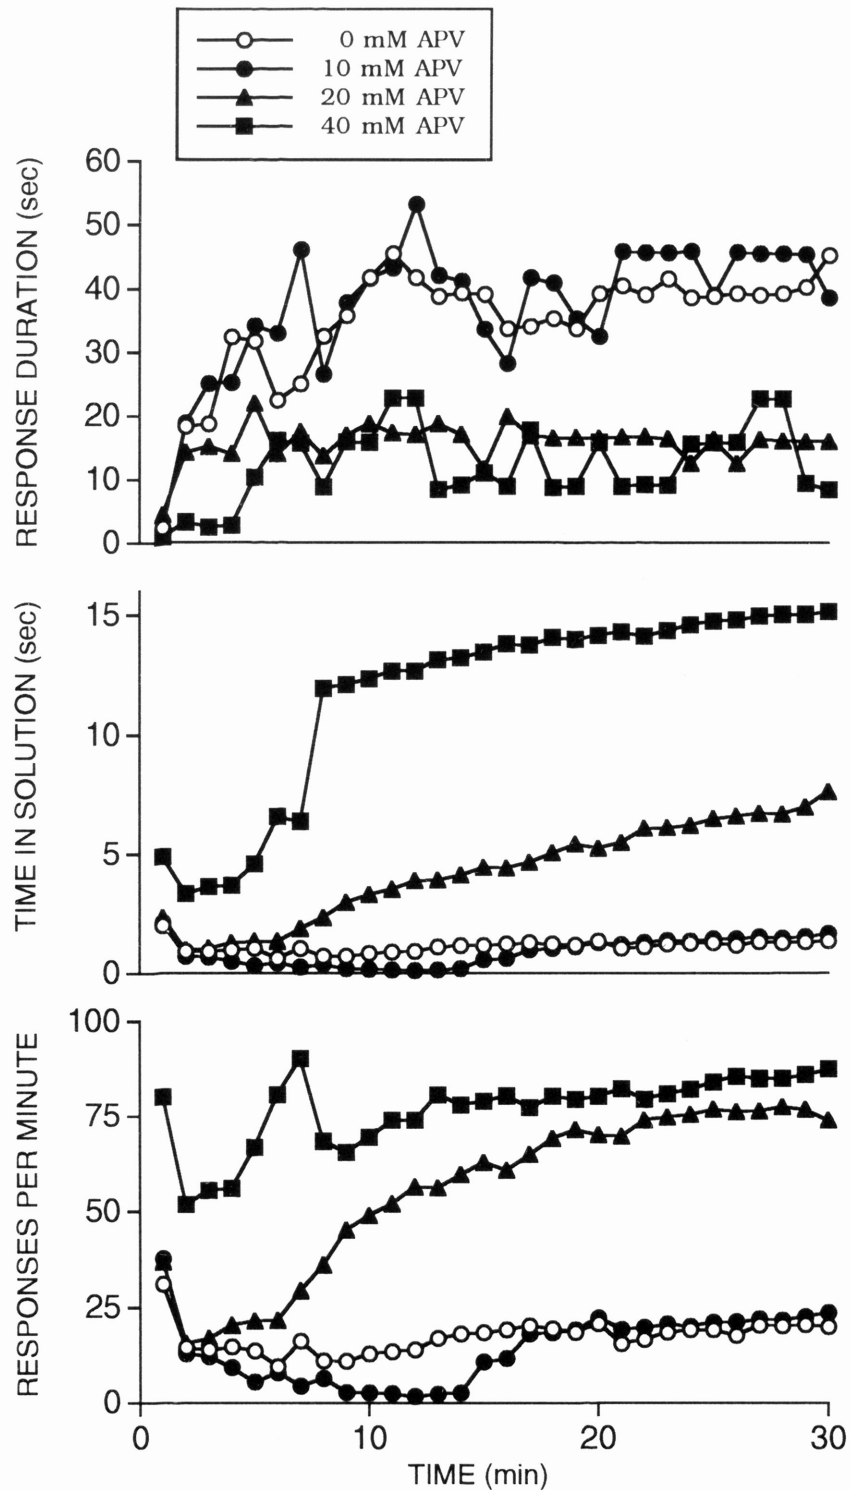 0 mM APV
10 mM APV
20 mM APV
40 mM APV
RESPONSE DURATION (sec)
60
50
40
30
20
10
0
TIME IN SOLUTION (sec)
15
10
5
0
RESPONSES PER MINUTE
100
75
50
25
0
0 10 20 30
TIME (min)